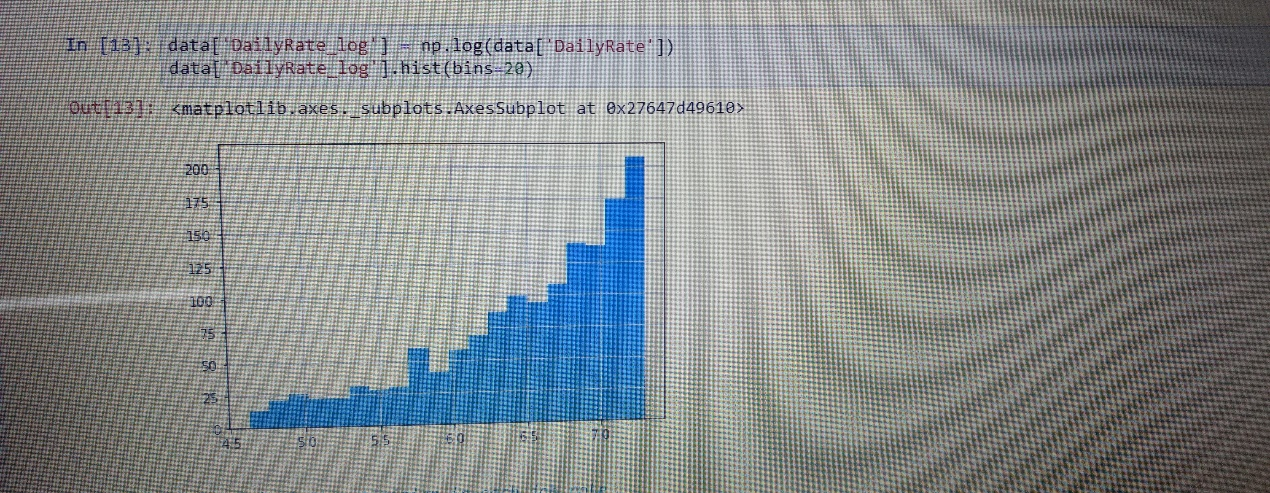 In [13]: data['DailyRate_log'] = np.log(data['DailyRate'])
data['DailyRate_log'].hist(bins=20)
Out[13]: <matplotlib.axes._subplots.AxesSubplot at 0x27647d49610>
200
175
150
125
100
75
50
25
0
4.5 5.0 5.5 6.0 6.5 7.0